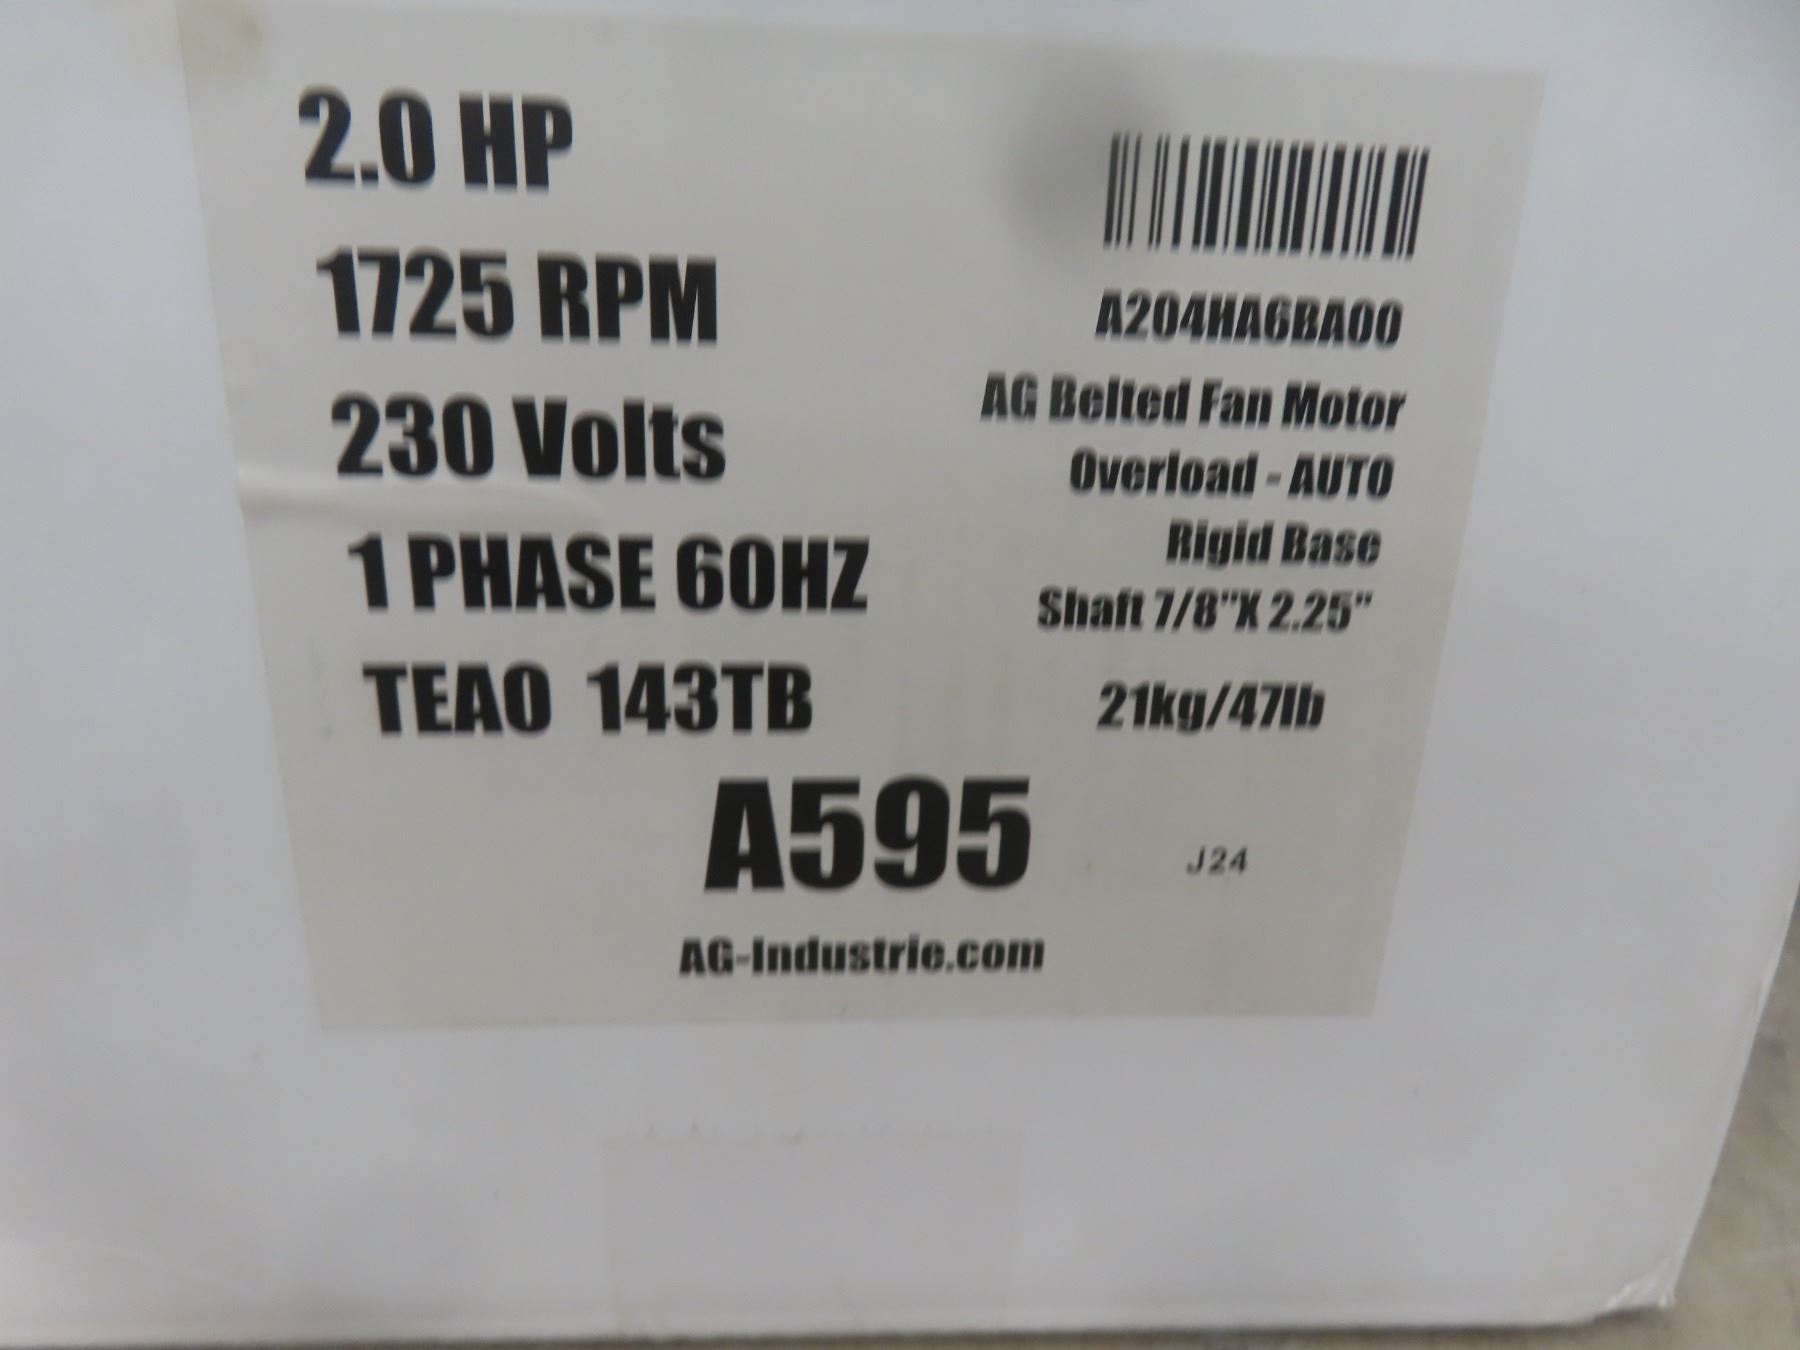 2.0 HP
1725 RPM
230 Volts
1 PHASE 60HZ
TEAO 143TB
A204HA6BA00
AG Belted Fan Motor
Overload - AUTO
Rigid Base
Shaft 7/8"X 2.25"
21kg/47lb
A595
J24
AG-Industrie.com